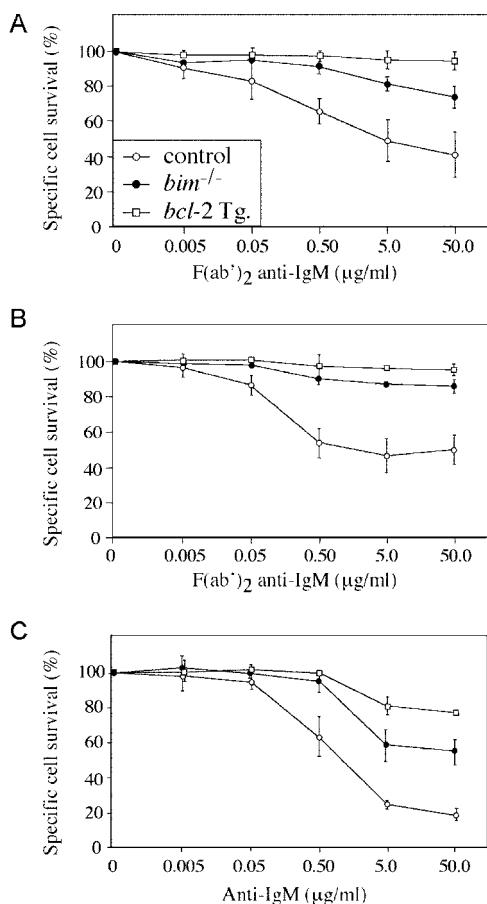 A
Specific cell survival (%)
100
80
60
40
20
0
control
bim-/-
bcl-2 Tg.
0 0.005 0.05 0.50 5.0 50.0
F(ab')2 anti-IgM (µg/ml)
B
Specific cell survival (%)
100
80
60
40
20
0
0 0.005 0.05 0.50 5.0 50.0
F(ab')2 anti-IgM (µg/ml)
C
Specific cell survival (%)
100
80
60
40
20
0
0 0.005 0.05 0.50 5.0 50.0
Anti-IgM (µg/ml)